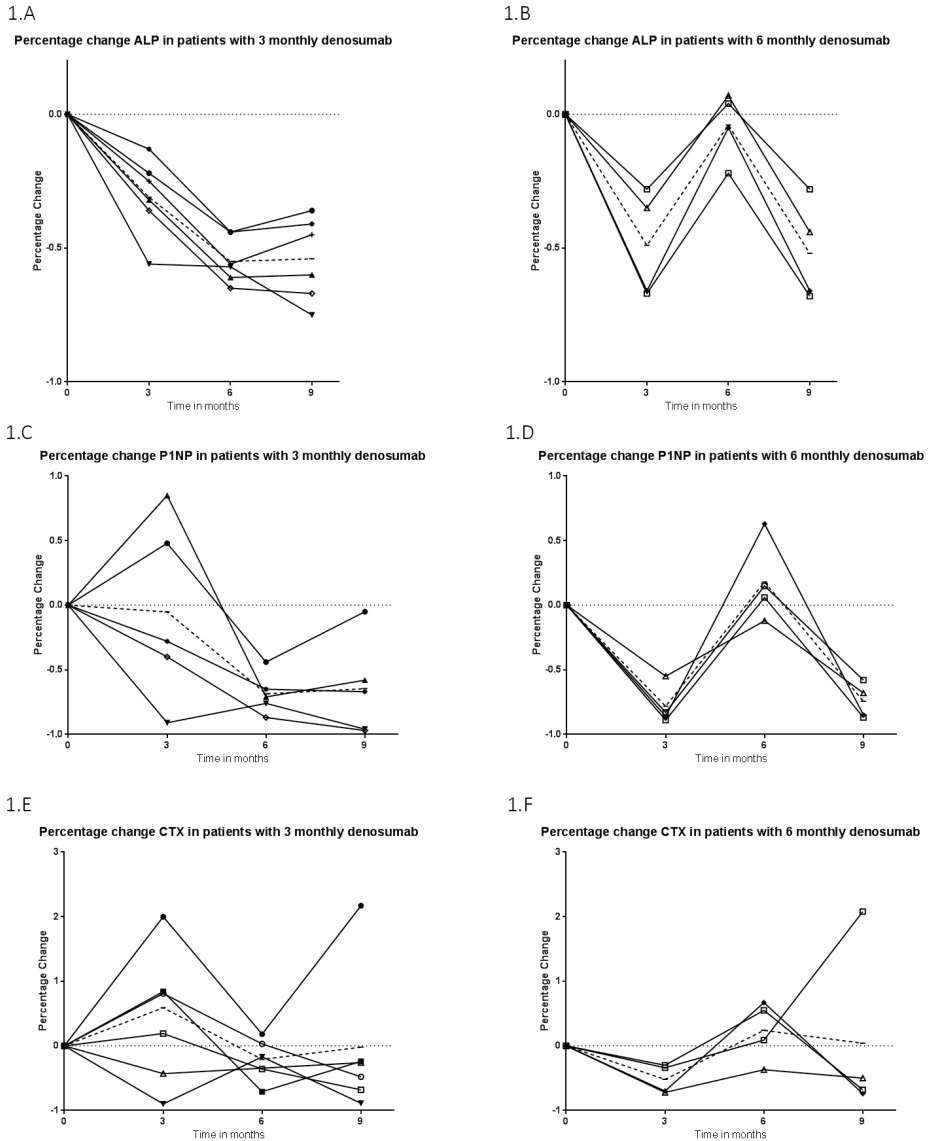 1.A
Percentage change ALP in patients with 3 monthly denosumab
0.0
-0.5
-1.0
Percentage Change
0 3 6 9
Time in months
1.B
Percentage change ALP in patients with 6 monthly denosumab
0.0
-0.5
-1.0
Percentage Change
0 3 6 9
Time in months
1.C
Percentage change P1NP in patients with 3 monthly denosumab
1.0
0.5
0.0
-0.5
-1.0
Percentage Change
0 3 6 9
Time in months
1.D
Percentage change P1NP in patients with 6 monthly denosumab
1.0
0.5
0.0
-0.5
-1.0
Percentage Change
0 3 6 9
Time in months
1.E
Percentage change CTX in patients with 3 monthly denosumab
3
2
1
0
-1
Percentage Change
0 3 6 9
Time in months
1.F
Percentage change CTX in patients with 6 monthly denosumab
3
2
1
0
-1
Percentage Change
0 3 6 9
Time in months